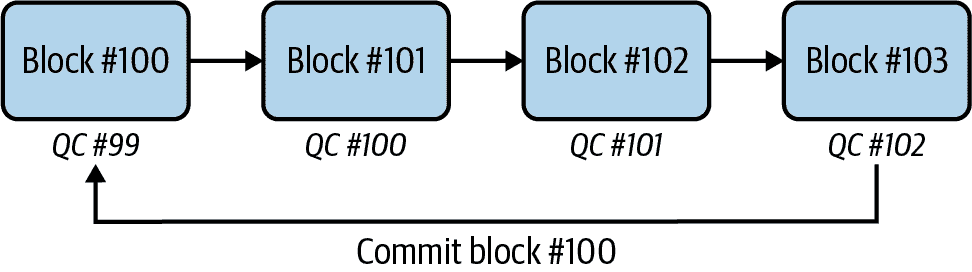 Block #100
Block #101
Block #102
Block #103
QC #99
QC #100
QC #101
QC #102
Commit block #100